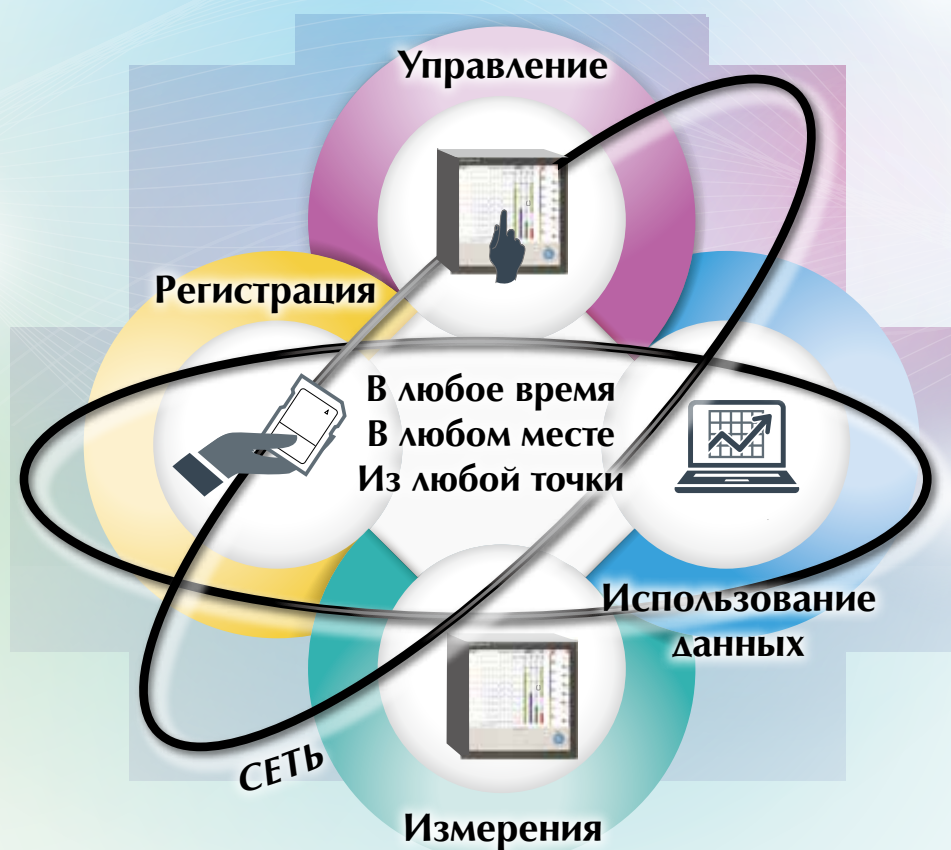 Управление
Регистрация
В любое время
В любом месте
Из любой точки
Использование
данных
СЕТЬ
Измерения